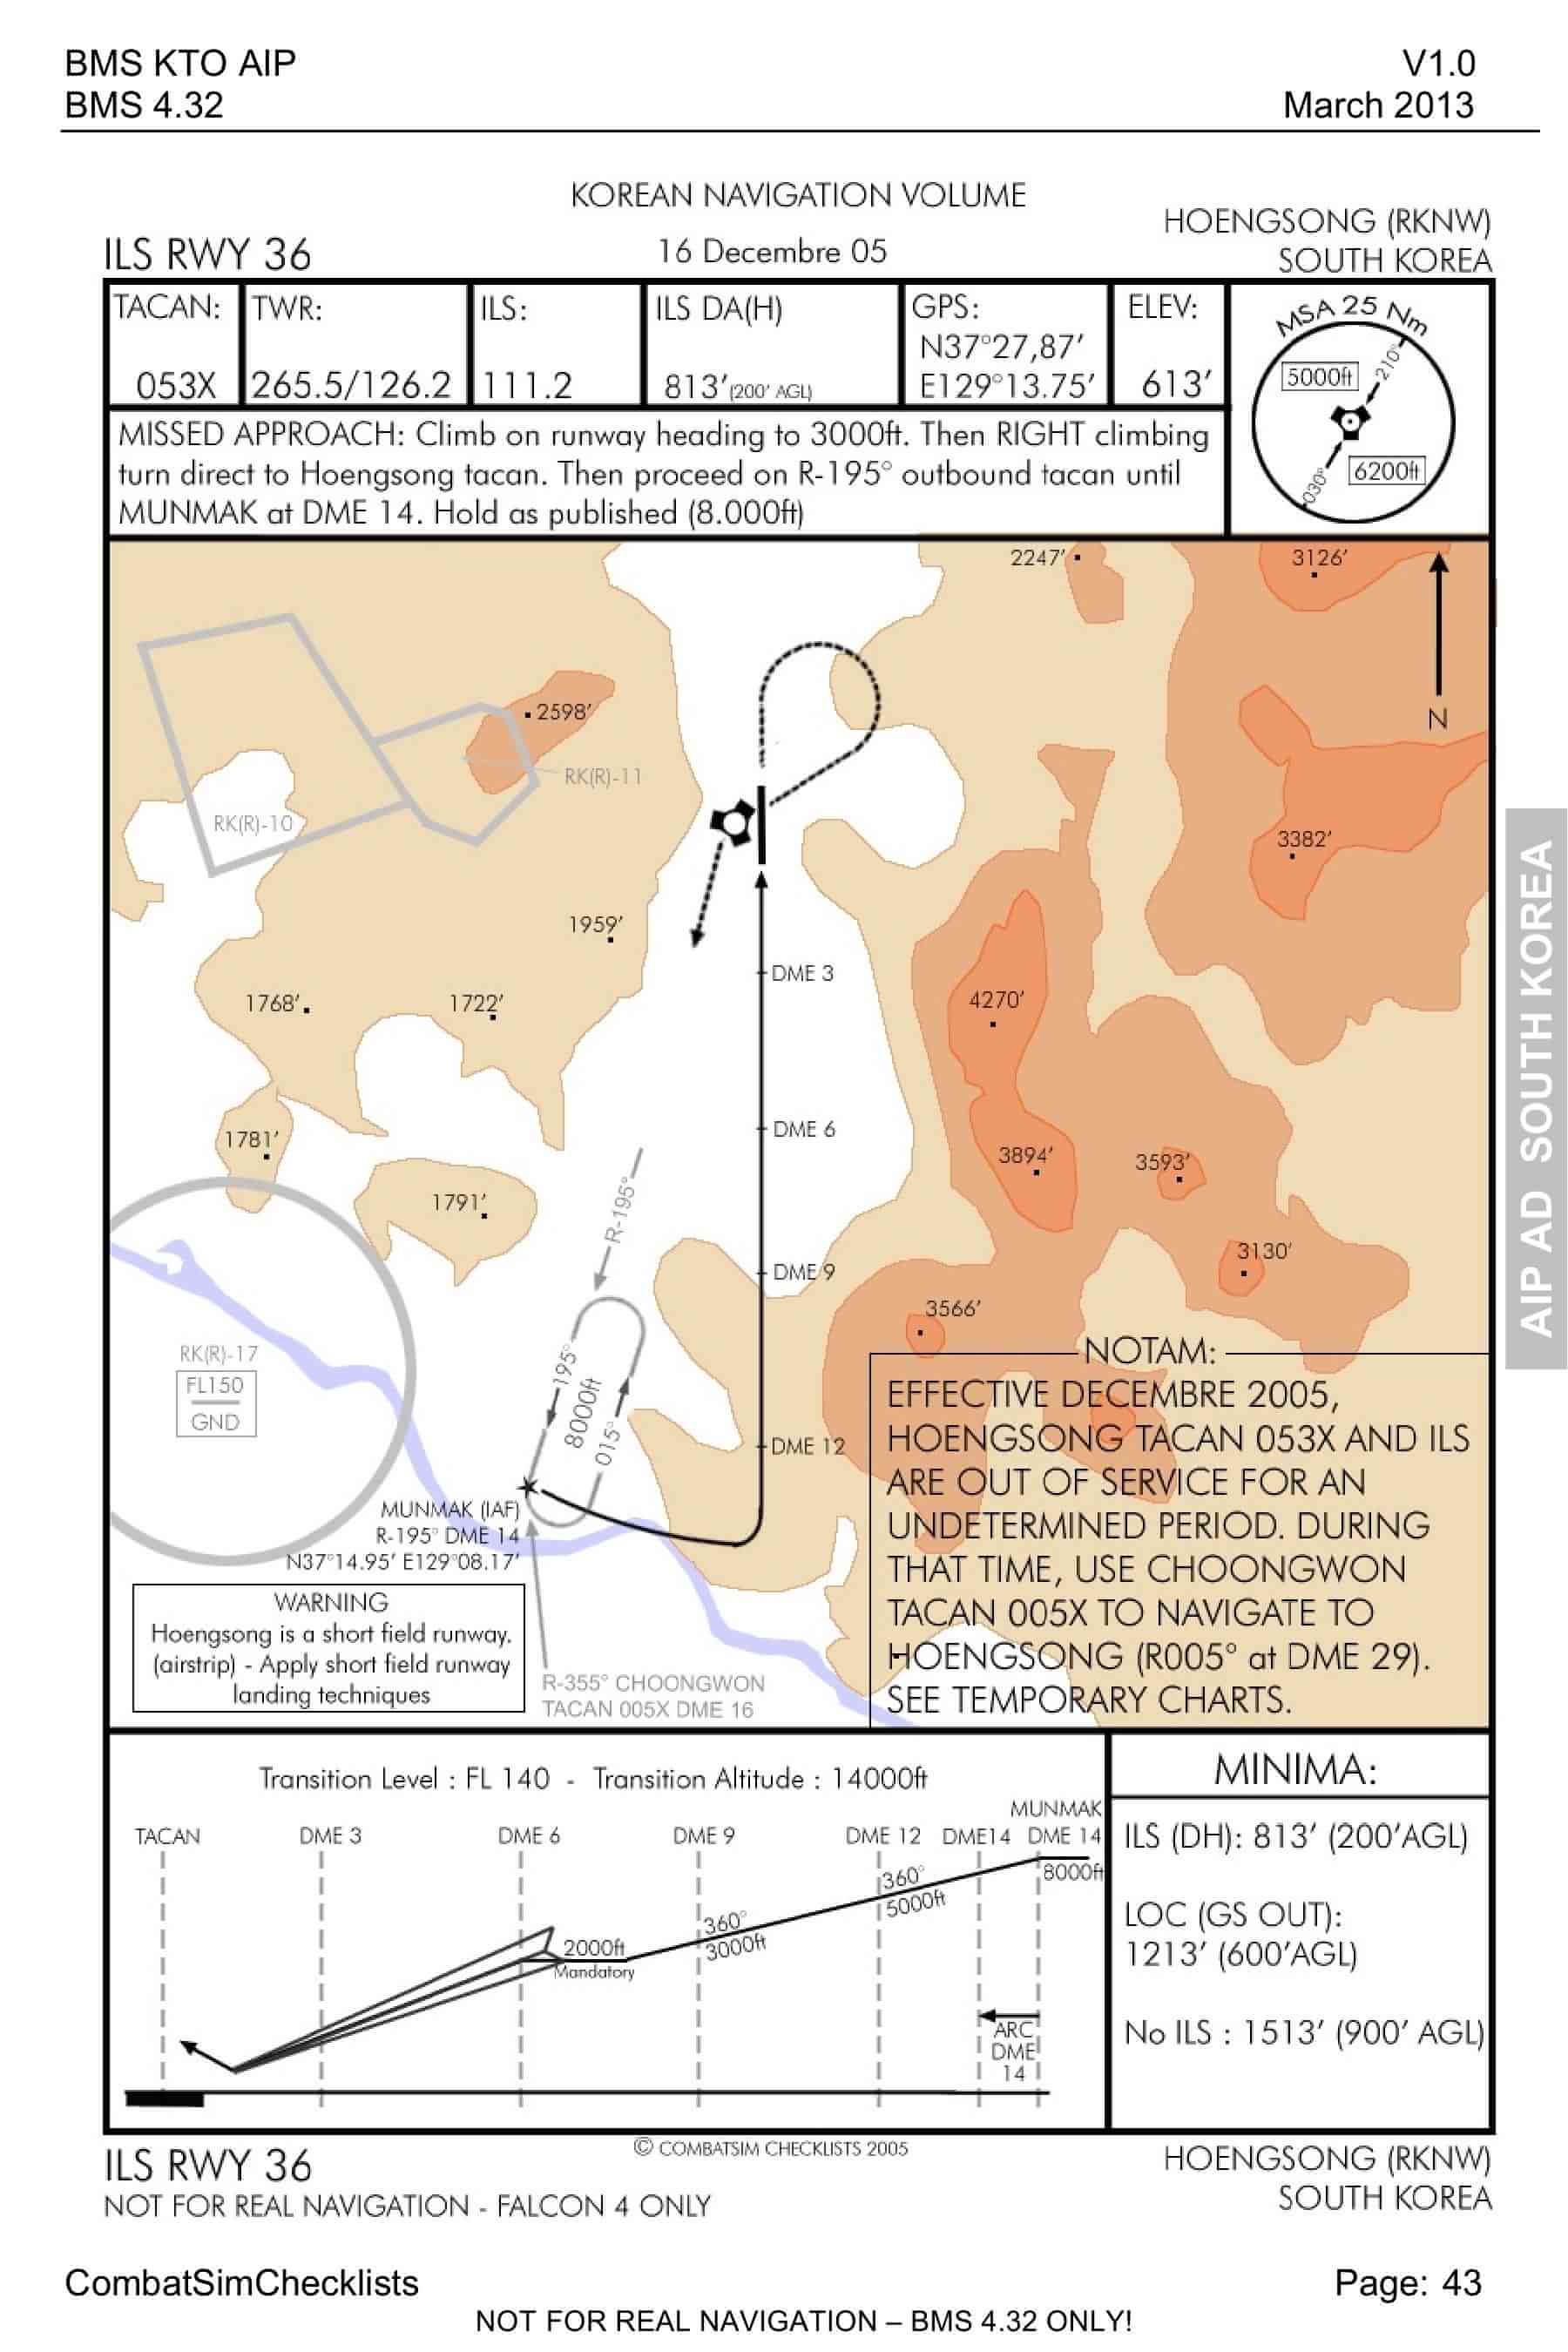 BMS KTO AIP
V1.0
BMS 4.32
March 2013
KOREAN NAVIGATION VOLUME
HOENGSONG (RKNW)
ILS RWY 36
16 Decembre 05
SOUTH KOREA
TACAN:
053X
TWR:
265.5/126.2
ILS:
111.2
ILS DA(H)
813' (200' AGL)
GPS:
N37°27,87'
E129°13.75'
ELEV:
613'
MSA 25 Nm
210°
5000ft
6200ft
030°
MISSED APPROACH: Climb on runway heading to 3000ft. Then RIGHT climbing
turn direct to Hoengsong tacan. Then proceed on R-195° outbound tacan until
MUNMAK at DME 14. Hold as published (8.000ft)
2247'
3126'
N
2598'
RK(R)-11
RK(R)-10
3382'
1959'
DME 3
1768'
1722'
4270'
DME 6
1781'
3894'
3593'
1791'
R-195°
3130'
DME 9
3566'
RK(R)-17
FL150
GND
195°
8000ft
015°
DME 12
MUNMAK (IAF)
R-195° DME 14
N37°14.95' E129°08.17'
NOTAM:
EFFECTIVE DECEMBRE 2005,
HOENGSONG TACAN 053X AND ILS
ARE OUT OF SERVICE FOR AN
UNDETERMINED PERIOD. DURING
THAT TIME, USE CHOONGWON
TACAN 005X TO NAVIGATE TO
HOENGSONG (R005° at DME 29).
SEE TEMPORARY CHARTS.
WARNING
Hoengsong is a short field runway.
(airstrip) - Apply short field runway
landing techniques
R-355° CHOONGWON
TACAN 005X DME 16
AIP AD SOUTH KOREA
Transition Level : FL 140 - Transition Altitude : 14000ft
MUNMAK
TACAN
DME 3
DME 6
DME 9
DME 12
DME14
DME 14
8000ft
360°
5000ft
360°
3000ft
2000ft
Mandatory
ARC
DME
14
MINIMA:
ILS (DH): 813' (200'AGL)
LOC (GS OUT):
1213' (600'AGL)
No ILS : 1513' (900' AGL)
ILS RWY 36
© COMBATSIM CHECKLISTS 2005
HOENGSONG (RKNW)
NOT FOR REAL NAVIGATION - FALCON 4 ONLY
SOUTH KOREA
CombatSimChecklists
Page: 43
NOT FOR REAL NAVIGATION – BMS 4.32 ONLY!